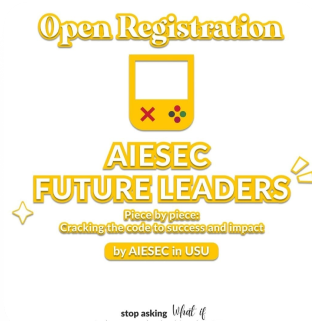 Open Registration
AIESEC
FUTURE LEADERS
Piece by piece:
Cracking the code to success and impact
by AIESEC in USU
stop asking What if